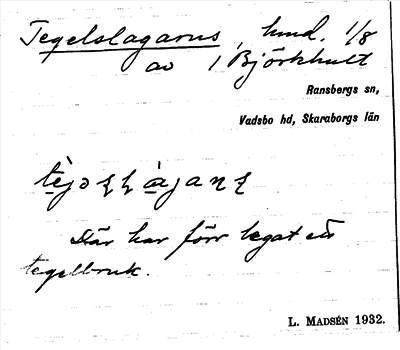 Tegelslagarns, hmd. 1/8
av 1 Björkhult
Ransbergs sn,
Vadsbo hd, Skaraborgs län
Där har förr legat ett
tegelbruk.
L. MADSÉN 1932.